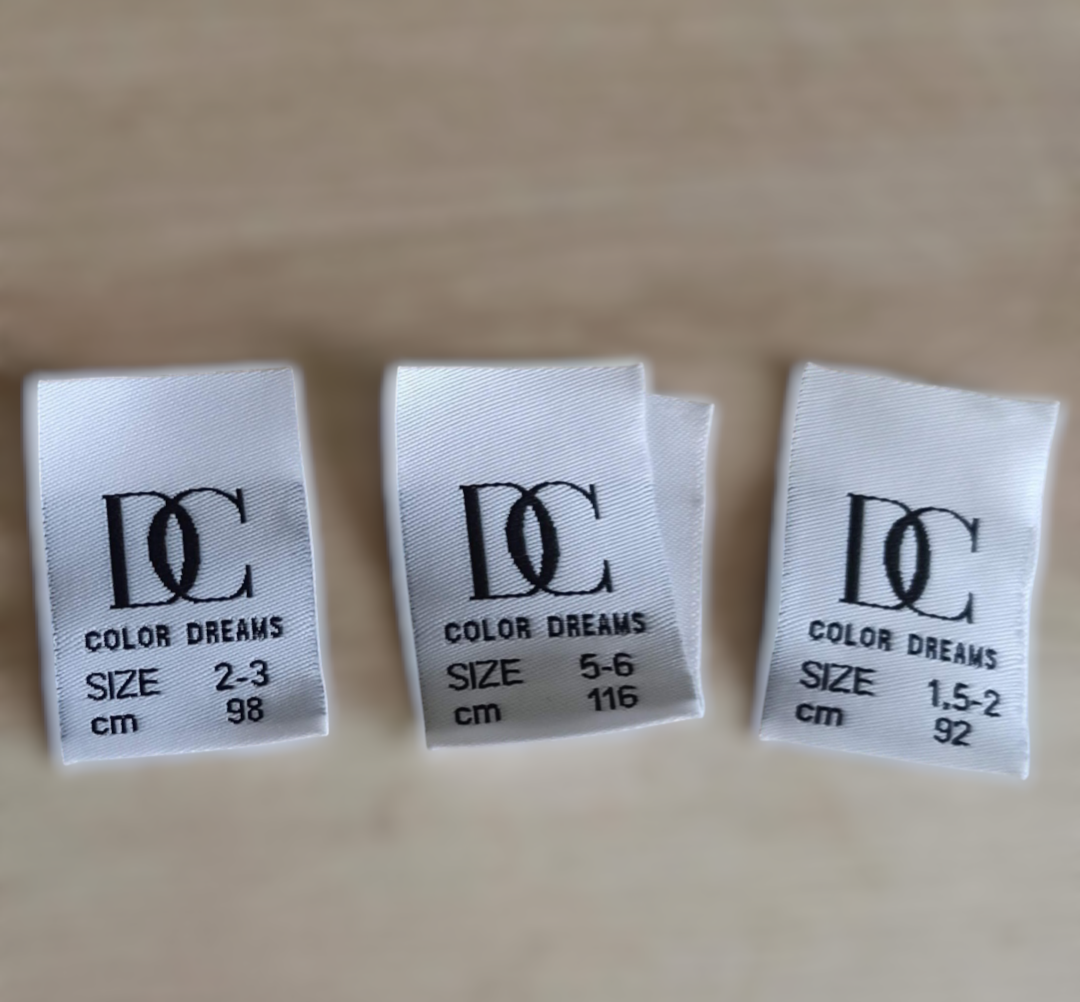 DC
COLOR DREAMS
SIZE 2-3
cm 98
DC
COLOR DREAMS
SIZE 5-6
cm 116
DC
COLOR DREAMS
SIZE 1,5-2
cm 92